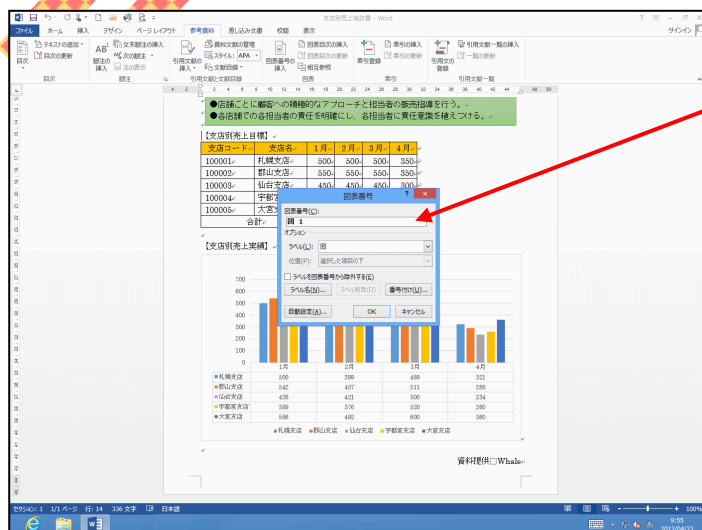 支店別売上検討書 - Word
サインイン
ファイル ホーム 挿入 デザイン ページ レイアウト 参考資料 差し込み文書 校閲 表示
目次
テキストの追加
目次の更新
AB¹
脚注の挿入
文末脚注の挿入
次の脚注
注の表示
引用文献の挿入
資料文献の管理
スタイル: APA
文献目録
図表番号の挿入
図表目次の挿入
図表目次の更新
相互参照
索引登録
索引の挿入
索引の更新
引用文の登録
引用文献一覧の挿入
一覧の更新
目次 脚注 引用文献と文献目録 図表 索引 引用文献一覧
●店舗ごとに顧客への積極的なアプローチと担当者の販売指導を行う。
●各店舗での各担当者の責任を明確にし、各担当者に責任意識を植えつける。
【支店別売上目標】
支店コード 支店名 1月 2月 3月 4月
100001 札幌支店 500 500 500 350
100002 郡山支店 550 550 550 350
100003 仙台支店 450 450 450 300
100004 宇都宮
100005 大宮支
合計
【支店別売上実績】
図表番号
? ×
図表番号(C):
図 1
オプション
ラベル(L): 図
位置(P): 選択した項目の下
ラベルを図表番号から除外する(E)
ラベル名(N)... ラベル削除(D) 番号付け(U)...
自動設定(A)... OK キャンセル
700
600
500
400
300
200
100
0
1月 2月 3月 4月
札幌支店 500 399 489 321
郡山支店 542 457 511 286
仙台支店 426 421 500 234
宇都宮支店 389 376 520 260
大宮支店 586 492 600 360
札幌支店 郡山支店 仙台支店 宇都宮支店 大宮支店
資料提供□Whale
セクション: 1 1/1 ページ 行: 14 336 文字 日本語
100%
9:55
2013/04/23